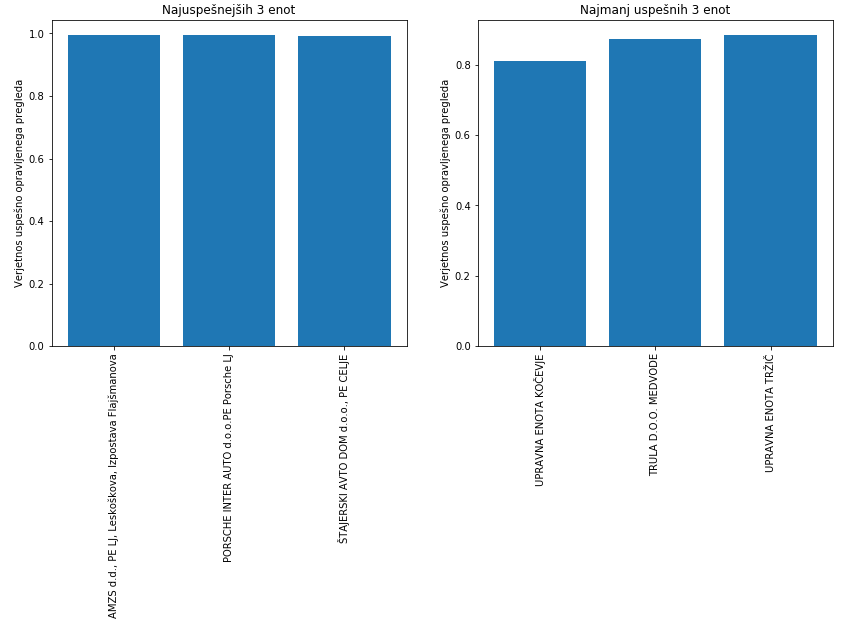 Najuspešnejših 3 enot
Verjetnos uspešno opravljenega pregleda
1.0
0.8
0.6
0.4
0.2
0.0
AMZS d.d., PE LJ, Leskoškova, Izpostava Flajšmanova
PORSCHE INTER AUTO d.o.o.PE Porsche LJ
ŠTAJERSKI AVTO DOM d.o.o., PE CELJE
Najmanj uspešnih 3 enot
Verjetnos uspešno opravljenega pregleda
0.8
0.6
0.4
0.2
0.0
UPRAVNA ENOTA KOČEVJE
TRULA D.O.O. MEDVODE
UPRAVNA ENOTA TRŽIČ